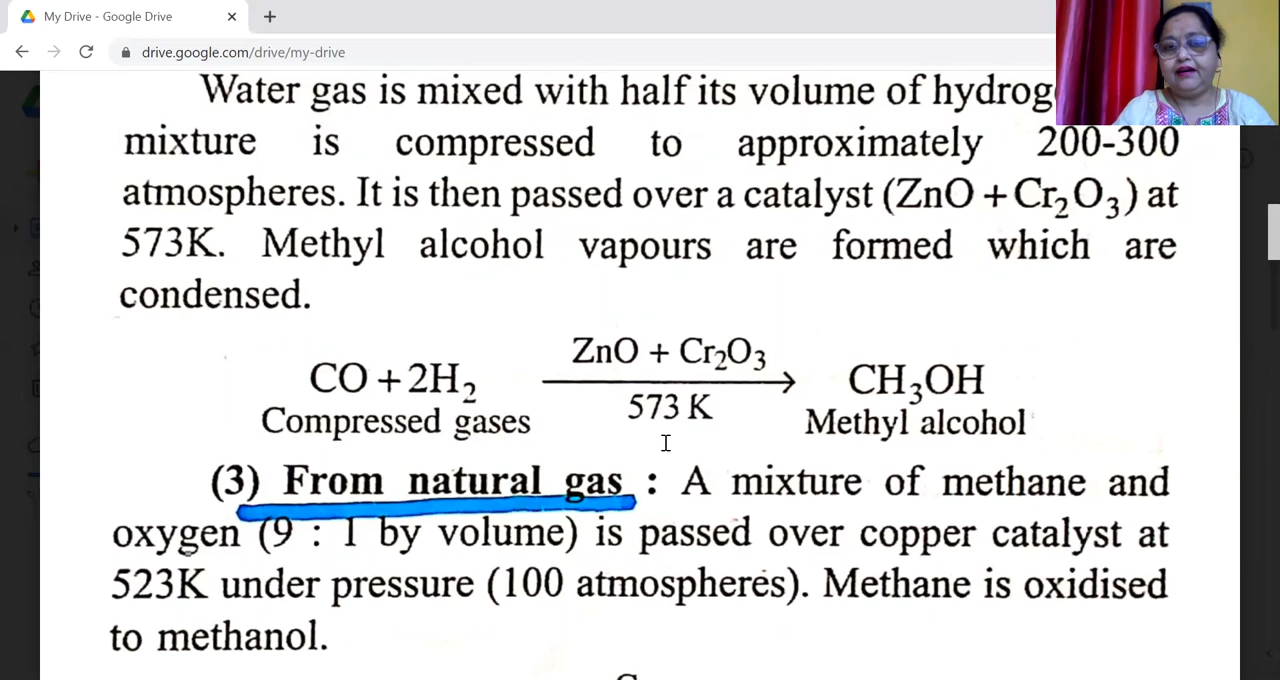 My Drive - Google Drive
drive.google.com/drive/my-drive
Water gas is mixed with half its volume of
mixture is compressed to approximately 200-300
atmospheres. It is then passed over a catalyst (ZnO + Cr₂O₃) at
573K. Methyl alcohol vapours are formed which are
condensed.
ZnO + Cr₂O₃
CO + 2H₂ ⟶ CH₃OH
573 K
Compressed gases Methyl alcohol
(3) From natural gas : A mixture of methane and
oxygen (9 : 1 by volume) is passed over copper catalyst at
523K under pressure (100 atmospheres). Methane is oxidised
to methanol.